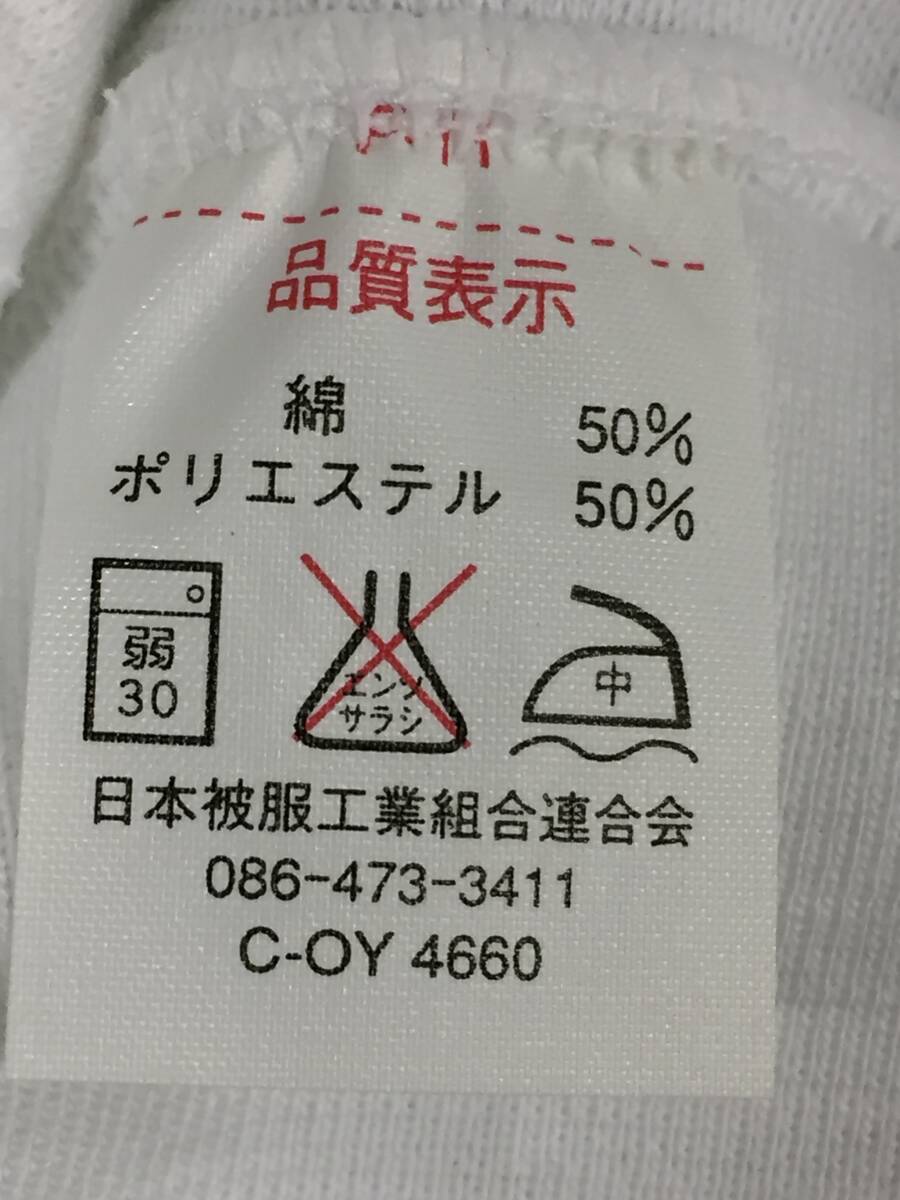 品質表示
綿 50%
ポリエステル 50%
弱
30
エンソ
サラシ
中
日本被服工業組合連合会
086-473-3411
C-OY 4660